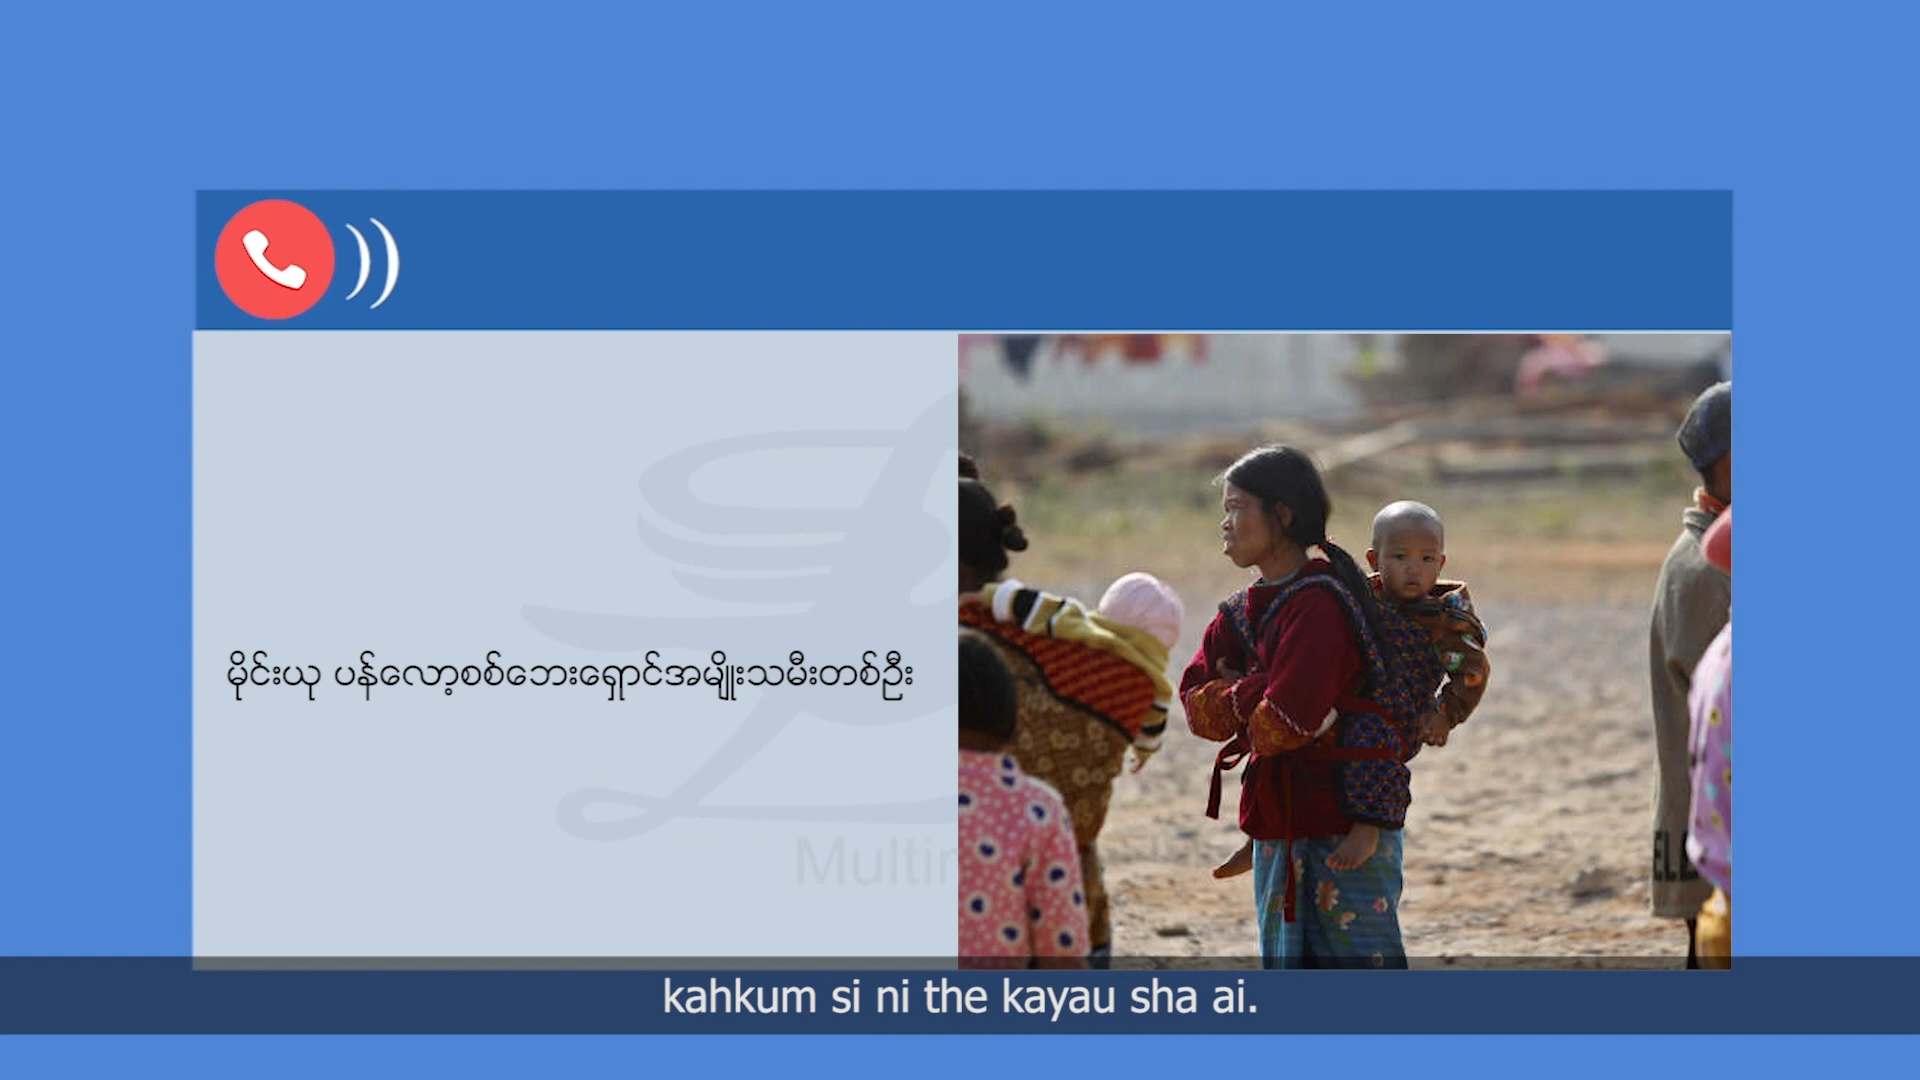 မိုင်းယု ပန်လော့စစ်ဘေးရှောင်အမျိုးသမီးတစ်ဦး
kahkum si ni the kayau sha ai.